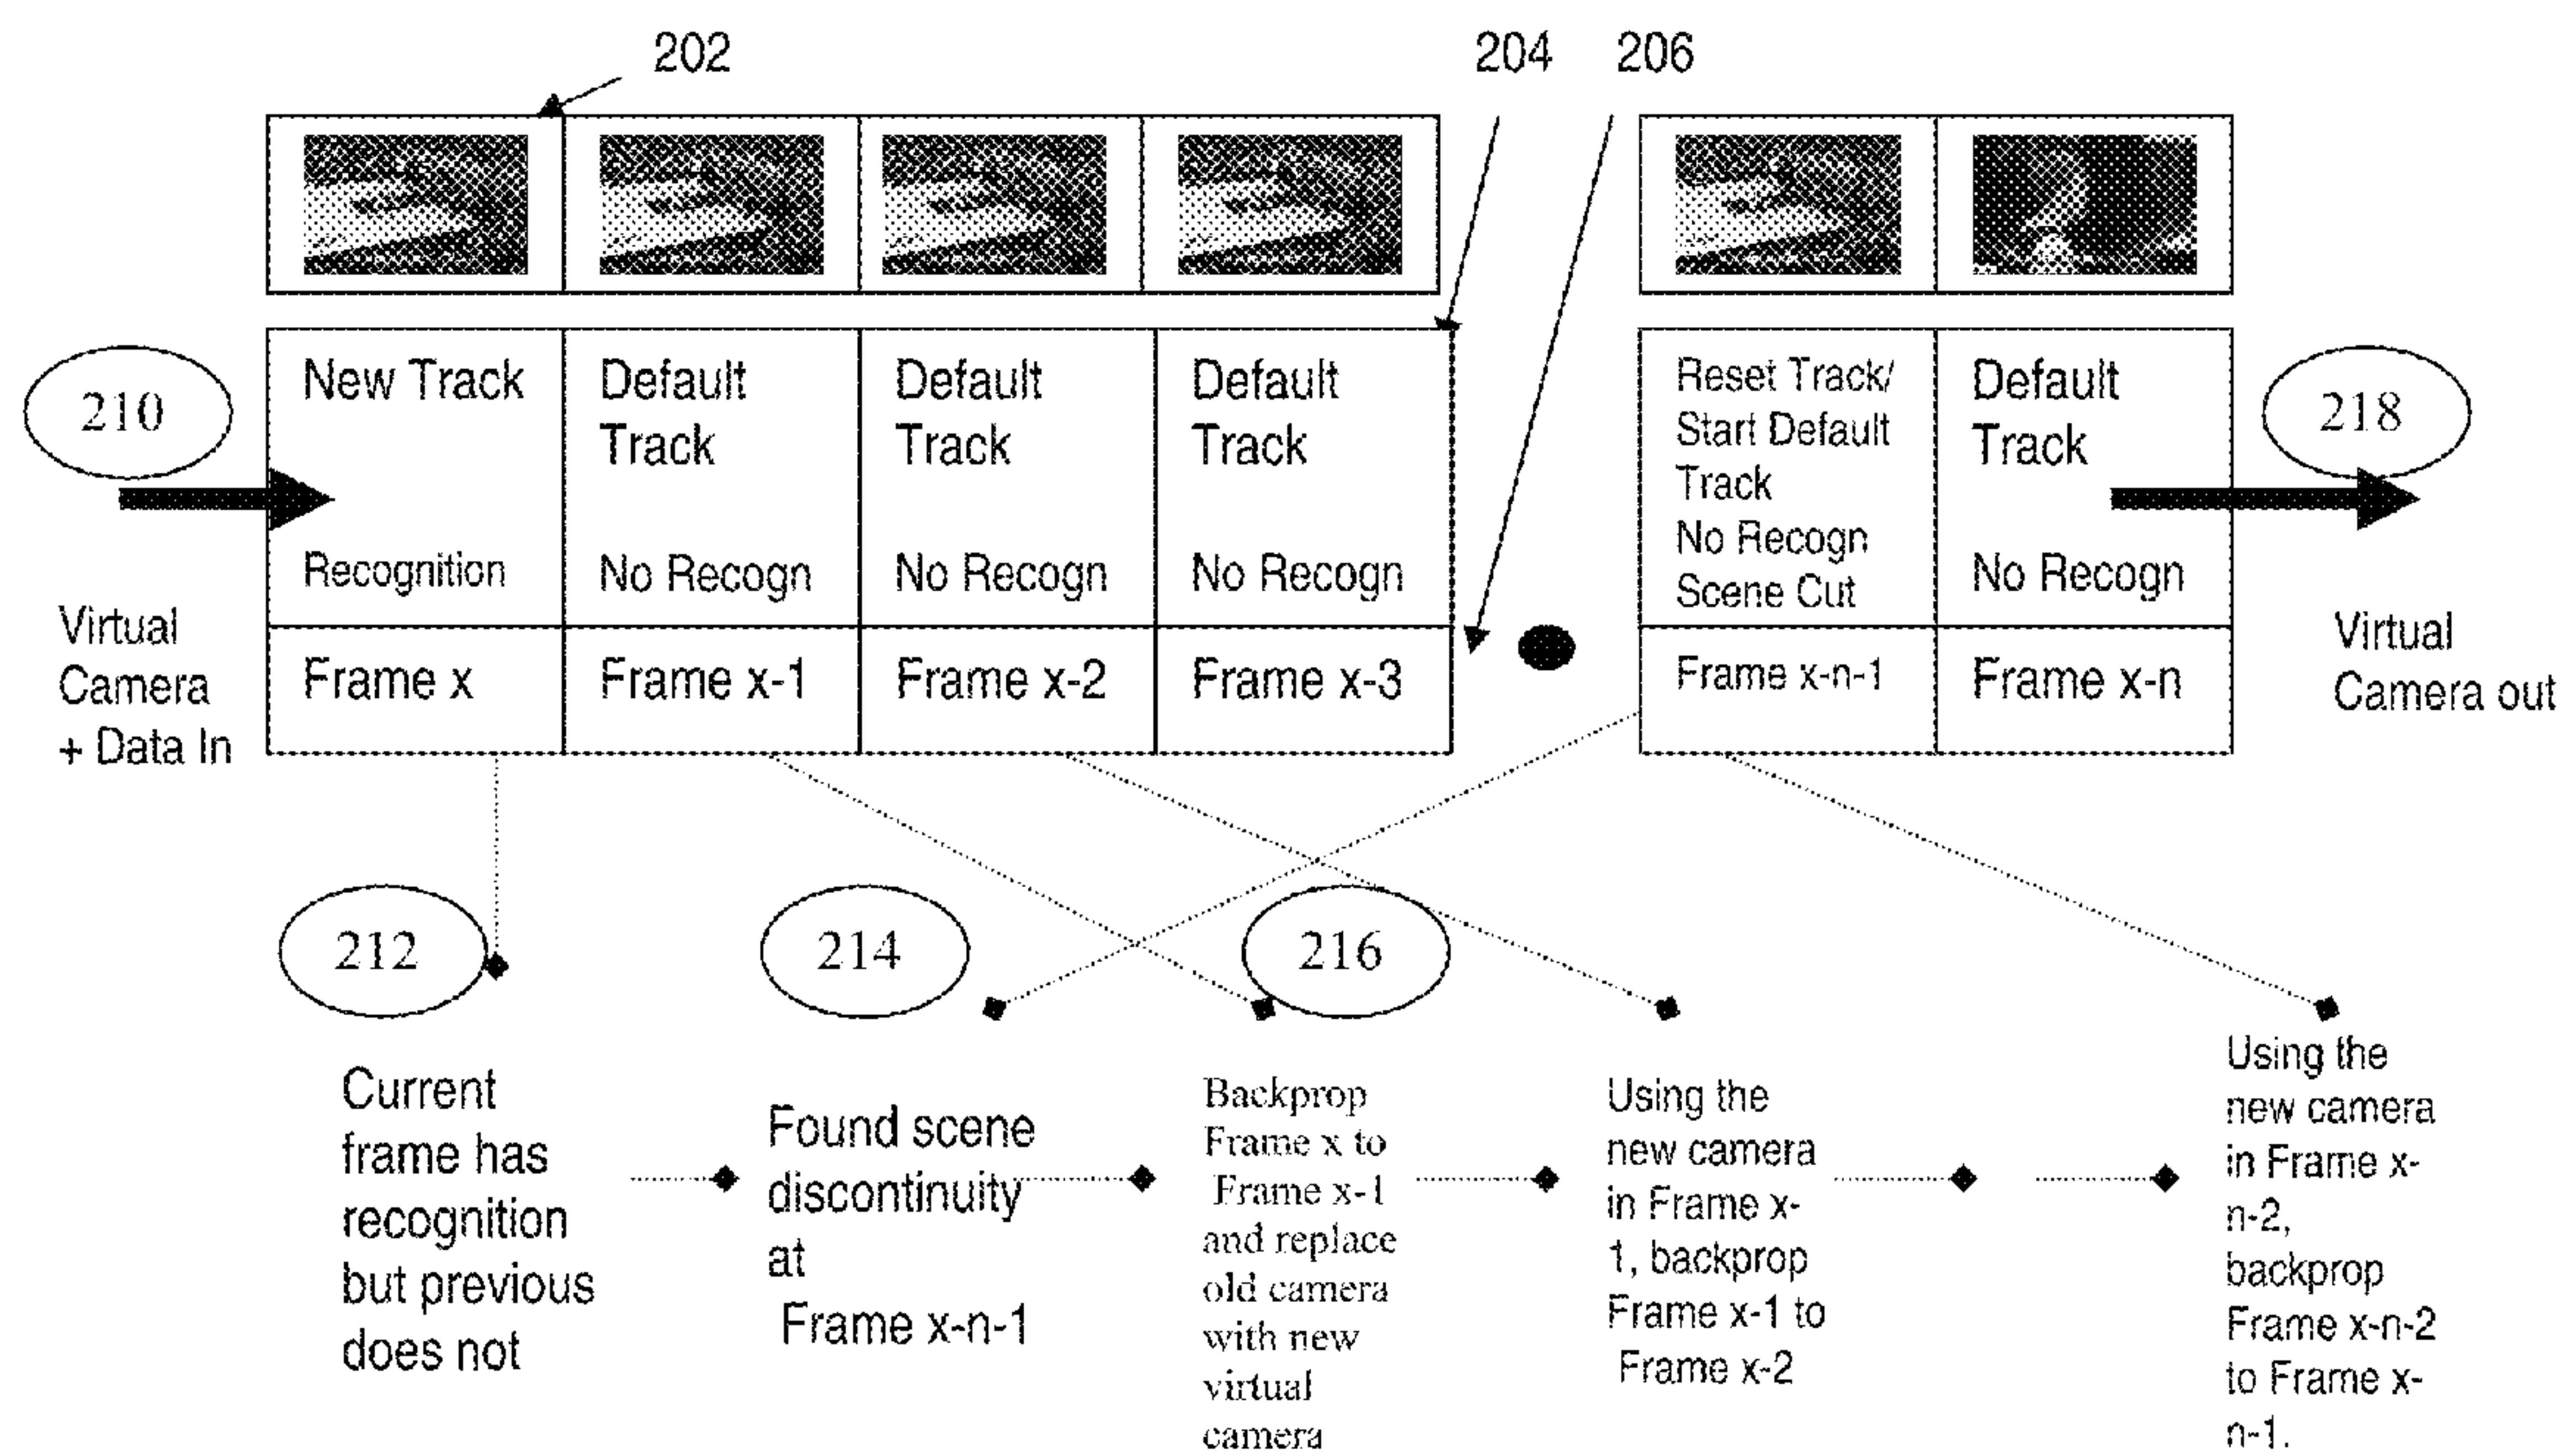 202
204
206
New Track
Recognition
Frame x
Default
Track
No Recogn
Frame x-1
Default
Track
No Recogn
Frame x-2
Default
Track
No Recogn
Frame x-3
Reset Track/
Start Default
Track
No Recogn
Scene Cut
Frame x-n-1
Default
Track
No Recogn
Frame x-n
210
Virtual
Camera
+ Data In
218
Virtual
Camera out
212
214
216
Current
frame has
recognition
but previous
does not
Found scene
discontinuity
at
Frame x-n-1
Backprop
Frame x to
Frame x-1
and replace
old camera
with new
virtual
camera
Using the
new camera
in Frame x-
1, backprop
Frame x-1 to
Frame x-2
Using the
new camera
in Frame x-
n-2,
backprop
Frame x-n-2
to Frame x-
n-1.